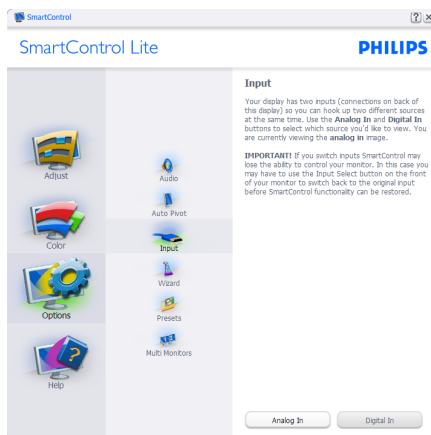 SmartControl
SmartControl Lite
PHILIPS
Adjust
Color
Options
Help
Audio
Auto Pivot
Input
Wizard
Presets
Multi Monitors
Input
Your display has two inputs (connections on back of
this display) so you can hook up two different sources
at the same time. Use the Analog In and Digital In
buttons to select which source you'd like to view. You
are currently viewing the analog in image.
IMPORTANT! If you switch inputs SmartControl may
lose the ability to control your monitor. In this case you
may have to use the Input Select button on the front
of your monitor to switch back to the original input
before SmartControl functionality can be restored.
Analog In
Digital In